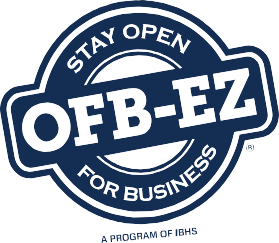 STAY OPEN
OFB-EZ
FOR BUSINESS
(R)
A PROGRAM OF IBHS